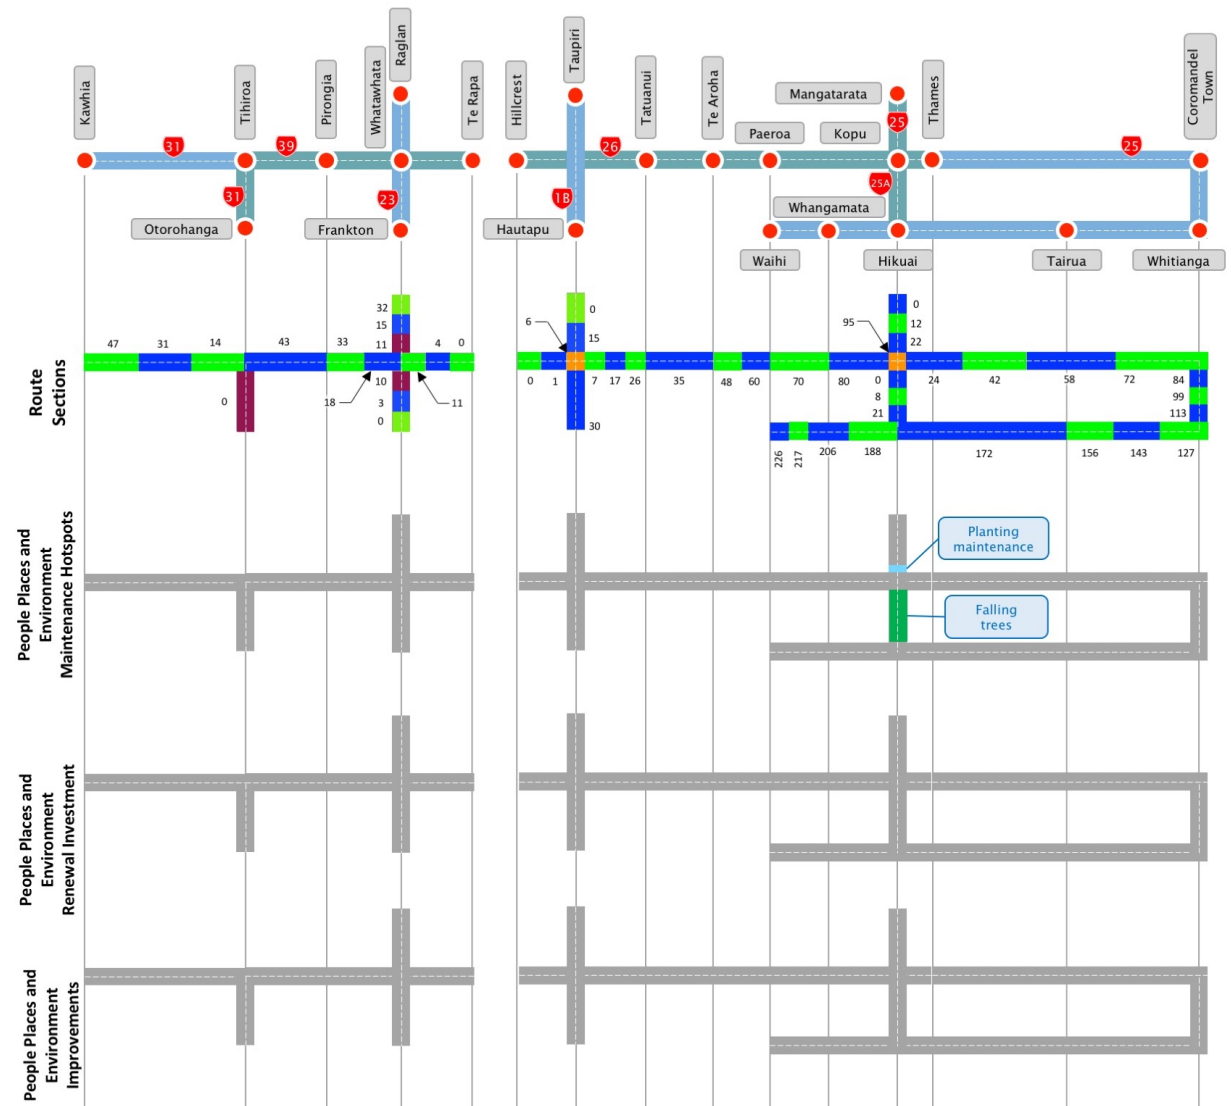 Kawhia
Tihiroa
Pirongia
Whatawhata
Raglan
Te Rapa
Hillcrest
Taupiri
Tatuanui
Te Aroha
Mangatarata
Paeroa
Kopu
Thames
Coromandel
Town
31
39
26
25
25
31
23
1B
25A
Whangamata
Otorohanga
Frankton
Hautapu
Waihi
Hikuai
Tairua
Whitianga
Route
Sections
47
31
14
43
33
32
15
11
4
0
0
18
10
3
0
11
6
0
15
0
1
7
17
26
35
48
60
70
80
30
95
0
12
22
0
8
21
24
42
58
72
84
99
113
226
217
206
188
172
156
143
127
People Places and
Environment
Maintenance Hotspots
Planting
maintenance
Falling
trees
People Places and
Environment
Renewal Investment
People Places and
Environment
Improvements